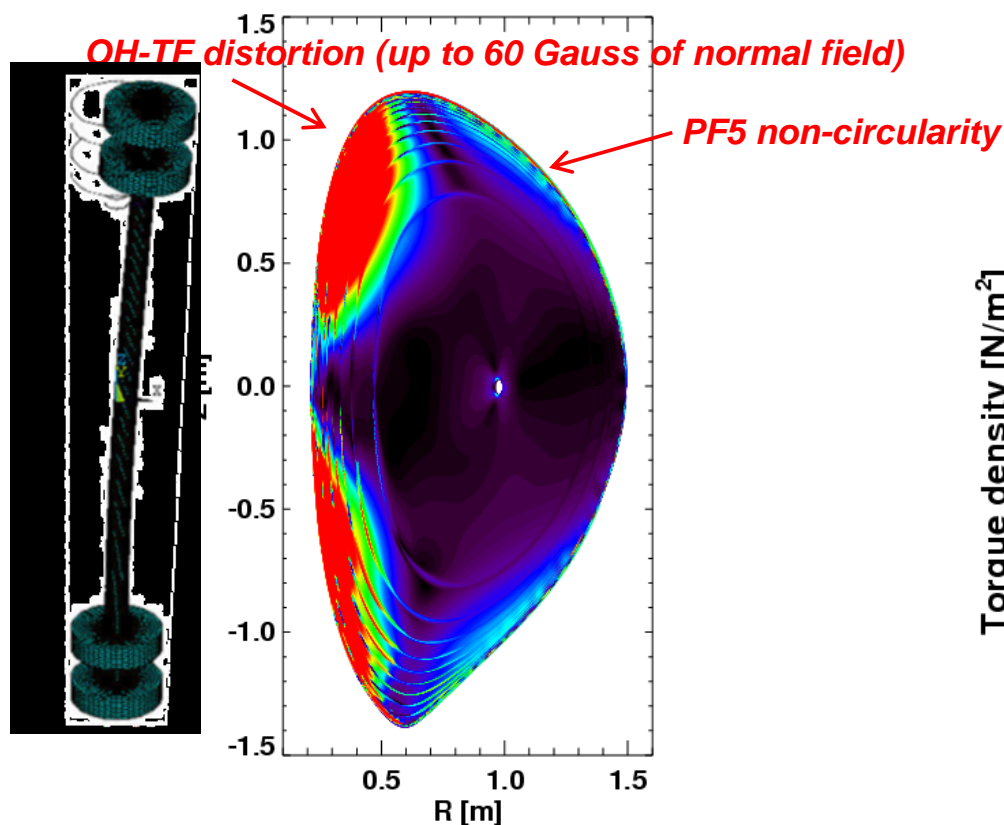 OH-TF distortion (up to 60 Gauss of normal field)
PF5 non-circularity
1.5
1.0
0.5
0.0
-0.5
-1.0
-1.5
0.5 1.0 1.5
R [m]
Torque density [N/m²]